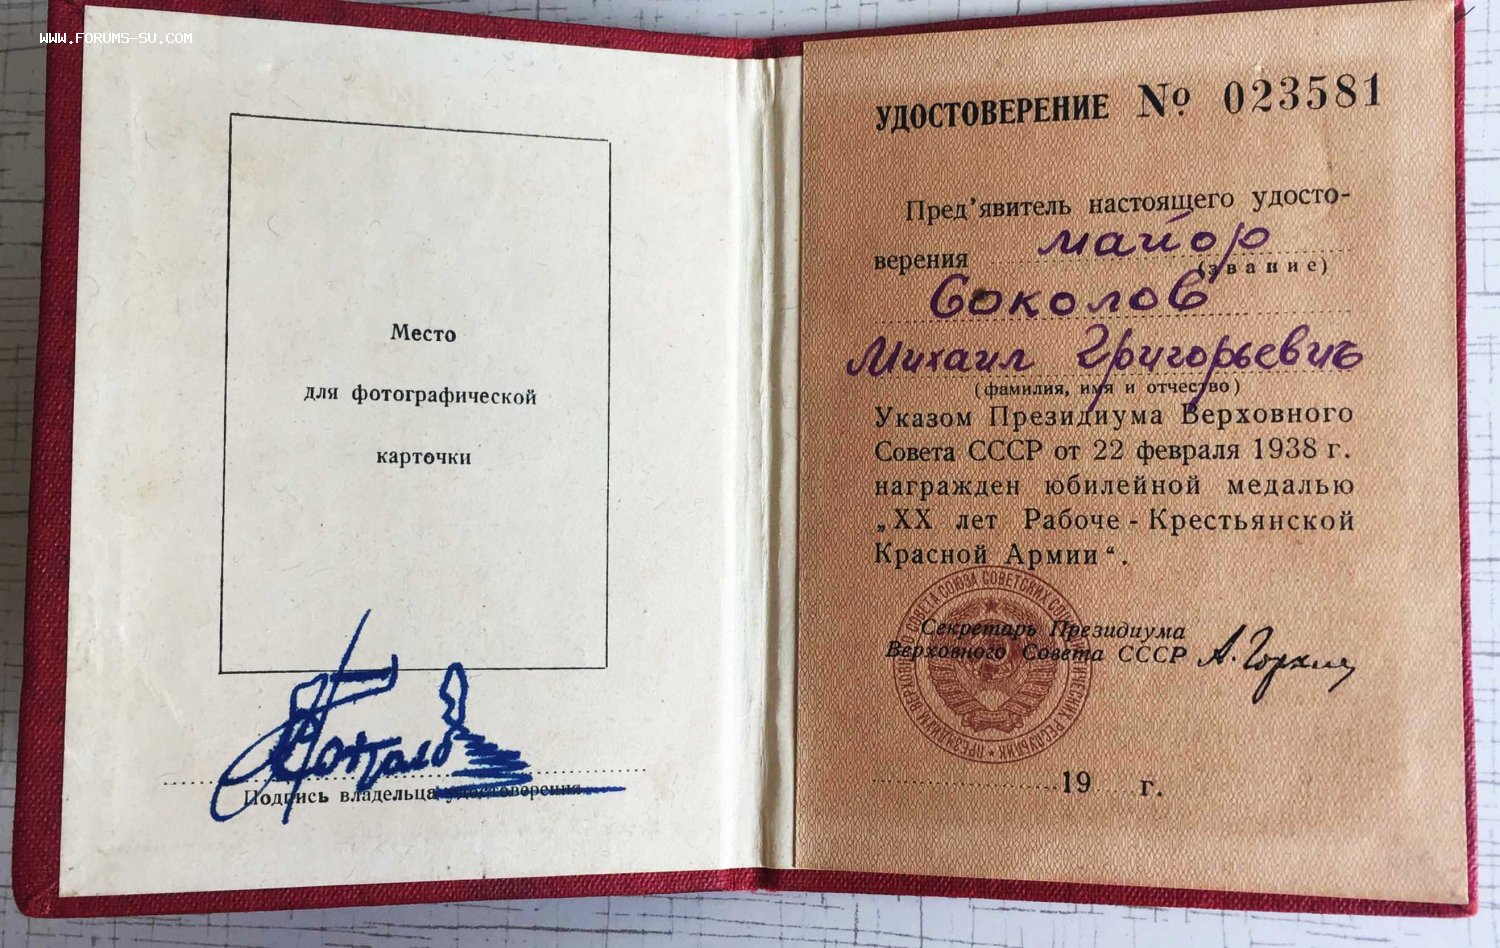 WWW.FORUMS-SU.COM
Место
для фотографической
карточки
Подпись владельца удостоверения
УДОСТОВЕРЕНИЕ № 023581
Пред'явитель настоящего удосто-
верения майор
(звание)
Соколов
Михаил Григорьевич
(фамилия, имя и отчество)
Указом Президиума Верховного
Совета СССР от 22 февраля 1938 г.
награжден юбилейной медалью
„ХХ лет Рабоче-Крестьянской
Красной Армии“.
Секретарь Президиума
Верховного Совета СССР А. Горкин
19 г.